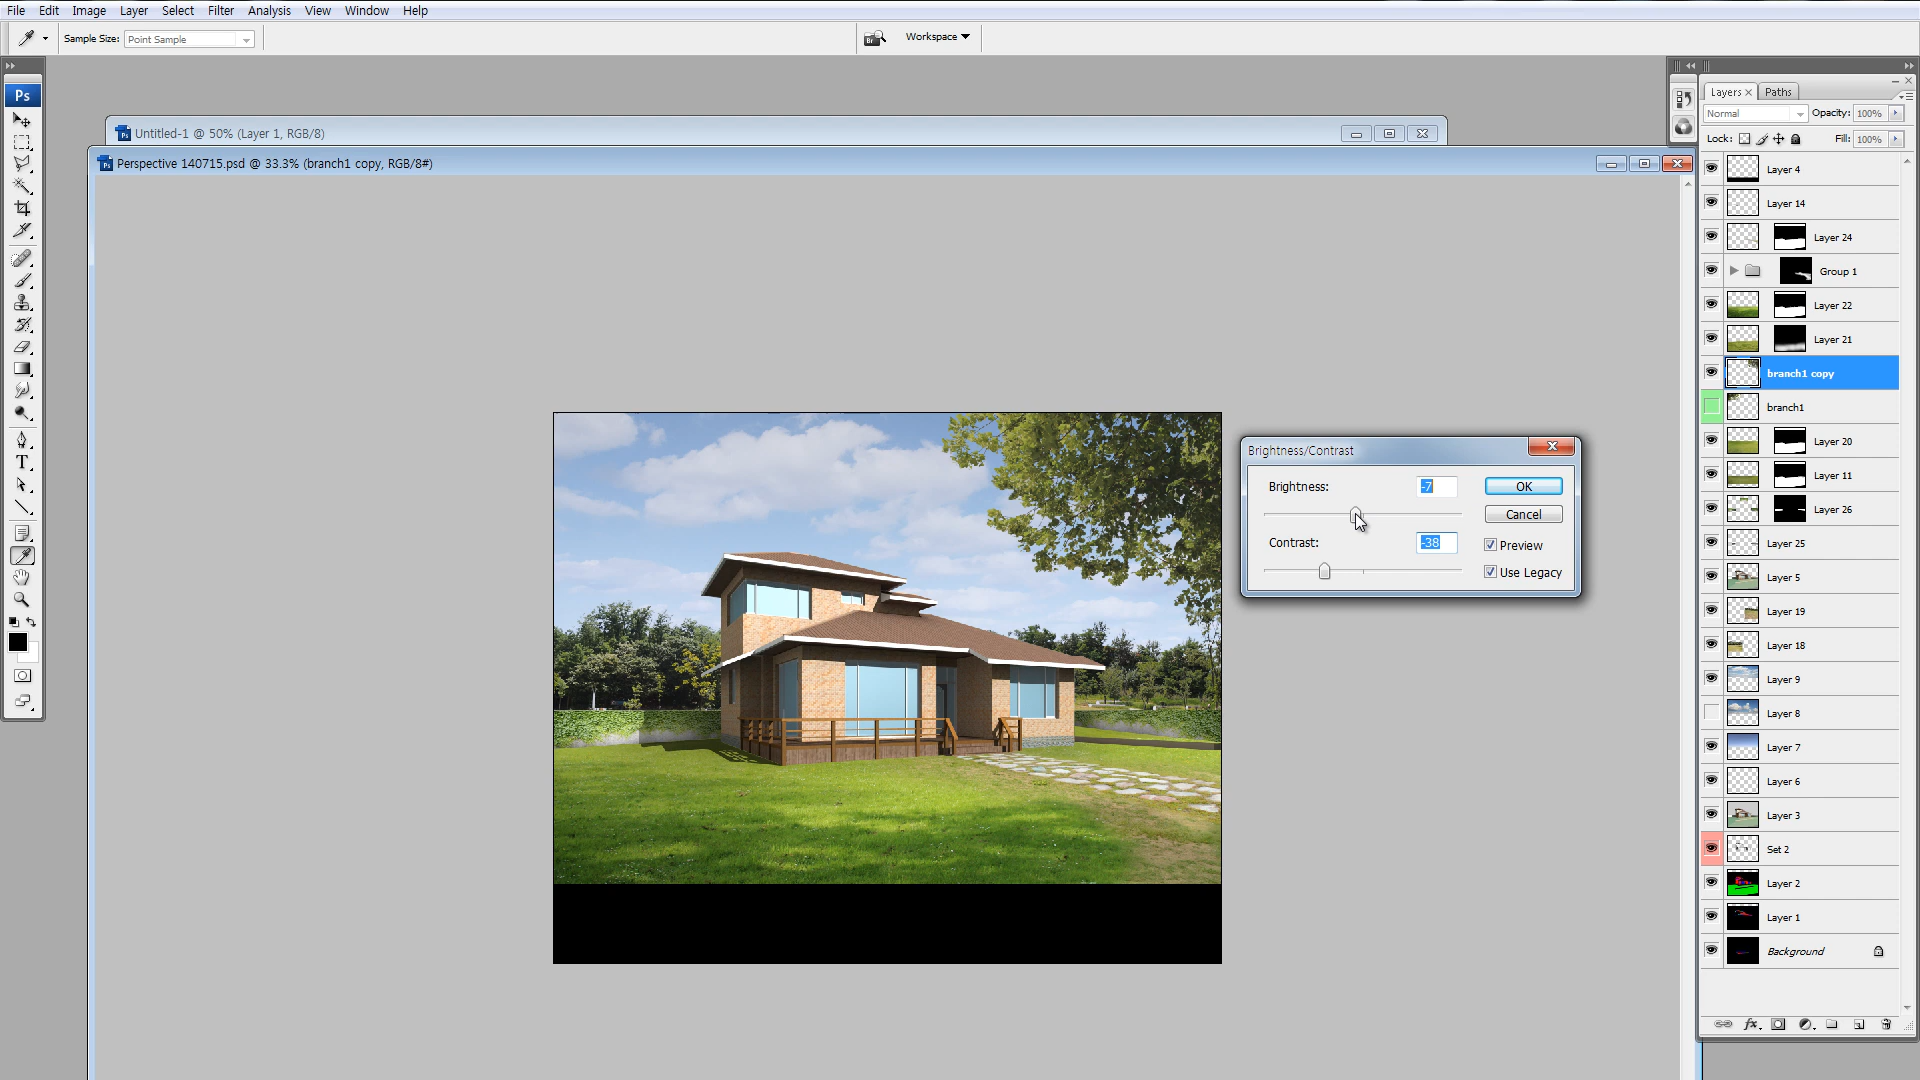 File Edit Image Layer Select Filter Analysis View Window Help
Sample Size: Point Sample
Br
Workspace
Ps
Untitled-1 @ 50% (Layer 1, RGB/8)
Perspective 140715.psd @ 33.3% (branch1 copy, RGB/8#)
Brightness/Contrast
Brightness: -7
OK
Cancel
Contrast: -38
Preview
Use Legacy
Layers × Paths
Normal Opacity: 100%
Lock: Fill: 100%
Layer 4
Layer 14
Layer 24
Group 1
Layer 22
Layer 21
branch1 copy
branch1
Layer 20
Layer 11
Layer 26
Layer 25
Layer 5
Layer 19
Layer 18
Layer 9
Layer 8
Layer 7
Layer 6
Layer 3
Set 2
Layer 2
Layer 1
Background
fx